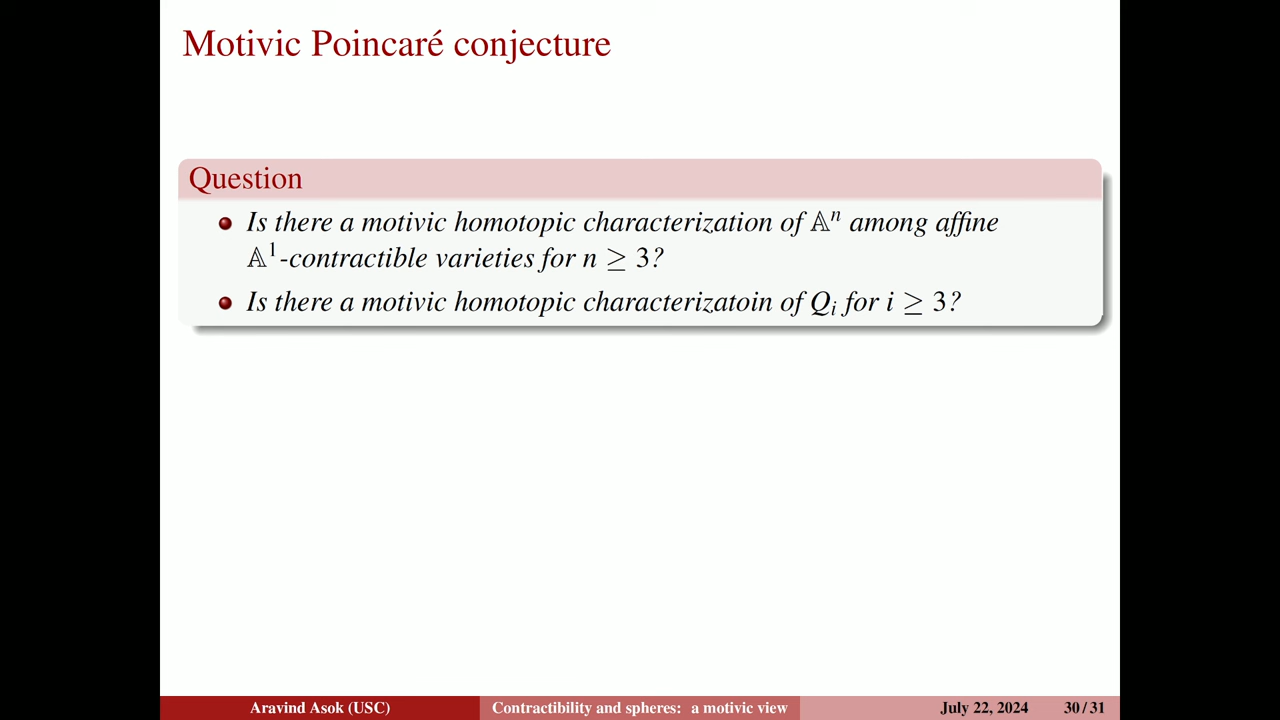 Motivic Poincaré conjecture
Question
Is there a motivic homotopic characterization of 𝔸ⁿ among affine
𝔸¹-contractible varieties for n ≥ 3?
Is there a motivic homotopic characterizatoin of Qᵢ for i ≥ 3?
Aravind Asok (USC) Contractibility and spheres: a motivic view July 22, 2024 30 / 31